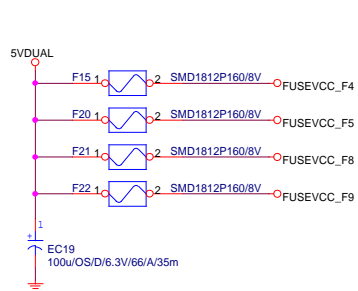 5VDUAL
F15 1 2 SMD1812P160/8V FUSEVCC_F4
F20 1 2 SMD1812P160/8V FUSEVCC_F5
F21 1 2 SMD1812P160/8V FUSEVCC_F8
F22 1 2 SMD1812P160/8V FUSEVCC_F9
1
+
EC19
100u/OS/D/6.3V/66/A/35m